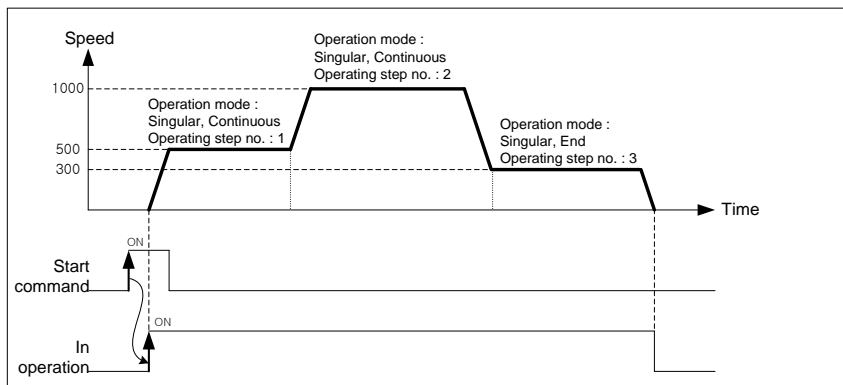 Speed
Operation mode :
Singular, Continuous
Operating step no. : 2
1000
Operation mode :
Singular, Continuous
Operating step no. : 1
500
Operation mode :
Singular, End
Operating step no. : 3
300
Time
ON
Start
command
ON
In
operation